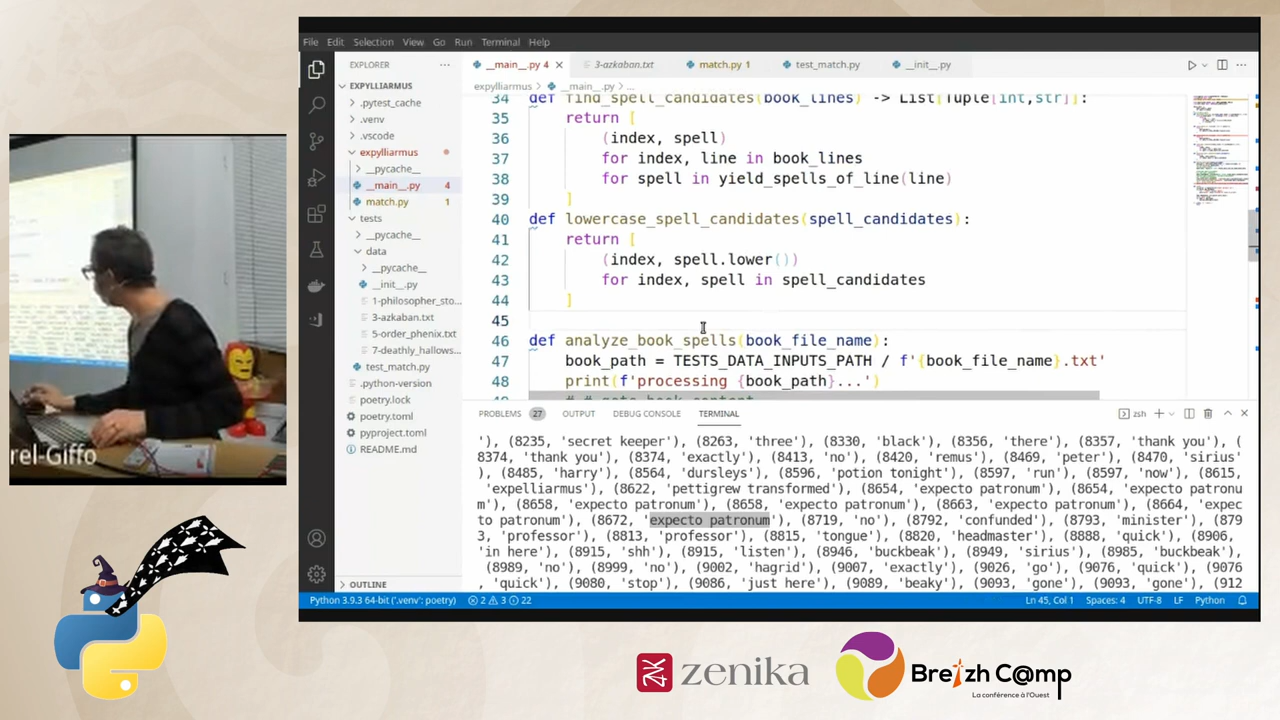 File Edit Selection View Go Run Terminal Help
EXPLORER ...
__main__.py 4 ×
3-azkaban.txt
match.py 1
test_match.py
__init__.py
EXPYLLIARMUS
.pytest_cache
.venv
.vscode
expylliarmus
__pycache__
__main__.py 4
match.py 1
tests
__pycache__
data
__pycache__
__init__.py
1-philosopher_sto...
3-azkaban.txt
5-order_phenix.txt
7-deathly_hallows...
test_match.py
.python-version
poetry.lock
poetry.toml
pyproject.toml
README.md
OUTLINE
expylliarmus > __main__.py > ...
34 def find_spell_candidates(book_lines) -> List[Tuple[int,str]]:
35 return [
36 (index, spell)
37 for index, line in book_lines
38 for spell in yield_spells_of_line(line)
39 ]
40 def lowercase_spell_candidates(spell_candidates):
41 return [
42 (index, spell.lower())
43 for index, spell in spell_candidates
44 ]
45
46 def analyze_book_spells(book_file_name):
47 book_path = TESTS_DATA_INPUTS_PATH / f'{book_file_name}.txt'
48 print(f'processing {book_path}...')
PROBLEMS 27 OUTPUT DEBUG CONSOLE TERMINAL zsh
'), (8235, 'secret keeper'), (8263, 'three'), (8330, 'black'), (8356, 'there'), (8357, 'thank you'), (
8374, 'thank you'), (8374, 'exactly'), (8413, 'no'), (8420, 'remus'), (8469, 'peter'), (8470, 'sirius'
), (8485, 'harry'), (8564, 'dursleys'), (8596, 'potion tonight'), (8597, 'run'), (8597, 'now'), (8615,
'expelliarmus'), (8622, 'pettigrew transformed'), (8654, 'expecto patronum'), (8654, 'expecto patronu
m'), (8658, 'expecto patronum'), (8658, 'expecto patronum'), (8663, 'expecto patronum'), (8664, 'expec
to patronum'), (8672, 'expecto patronum'), (8719, 'no'), (8792, 'confunded'), (8793, 'minister'), (879
3, 'professor'), (8813, 'professor'), (8815, 'tongue'), (8820, 'headmaster'), (8888, 'quick'), (8906,
'in here'), (8915, 'shh'), (8915, 'listen'), (8946, 'buckbeak'), (8949, 'sirius'), (8985, 'buckbeak'),
(8989, 'no'), (8999, 'no'), (9002, 'hagrid'), (9007, 'exactly'), (9026, 'go'), (9076, 'quick'), (9076
, 'quick'), (9080, 'stop'), (9086, 'just here'), (9089, 'beaky'), (9093, 'gone'), (9093, 'gone'), (912
Python 3.9.3 64-bit ('.venv': poetry) 2 3 22 Ln 45, Col 1 Spaces: 4 UTF-8 LF Python
rel-Giffo
zenika
Breizh C@mp
La conférence à l'Ouest